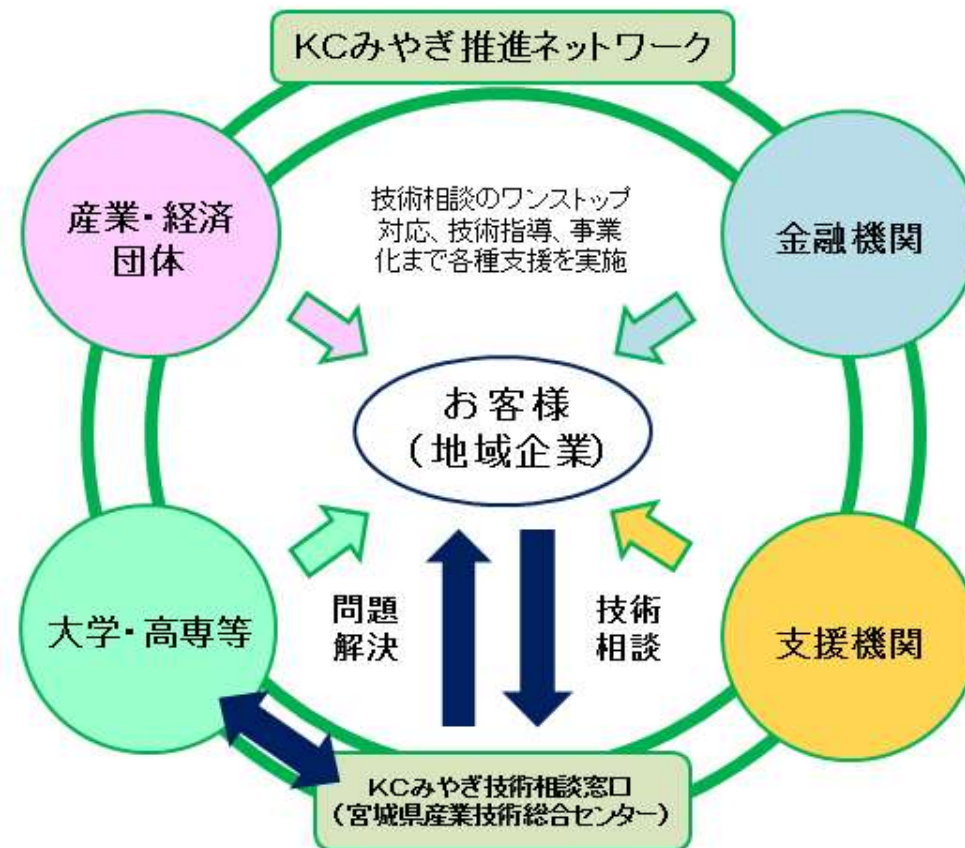 KCみやぎ推進ネットワーク
産業・経済
団体
技術相談のワンストップ
対応、技術指導、事業
化まで各種支援を実施
金融機関
お客様
(地域企業)
大学・高専等
問題
解決
技術
相談
支援機関
KCみやぎ技術相談窓口
(宮城県産業技術総合センター)